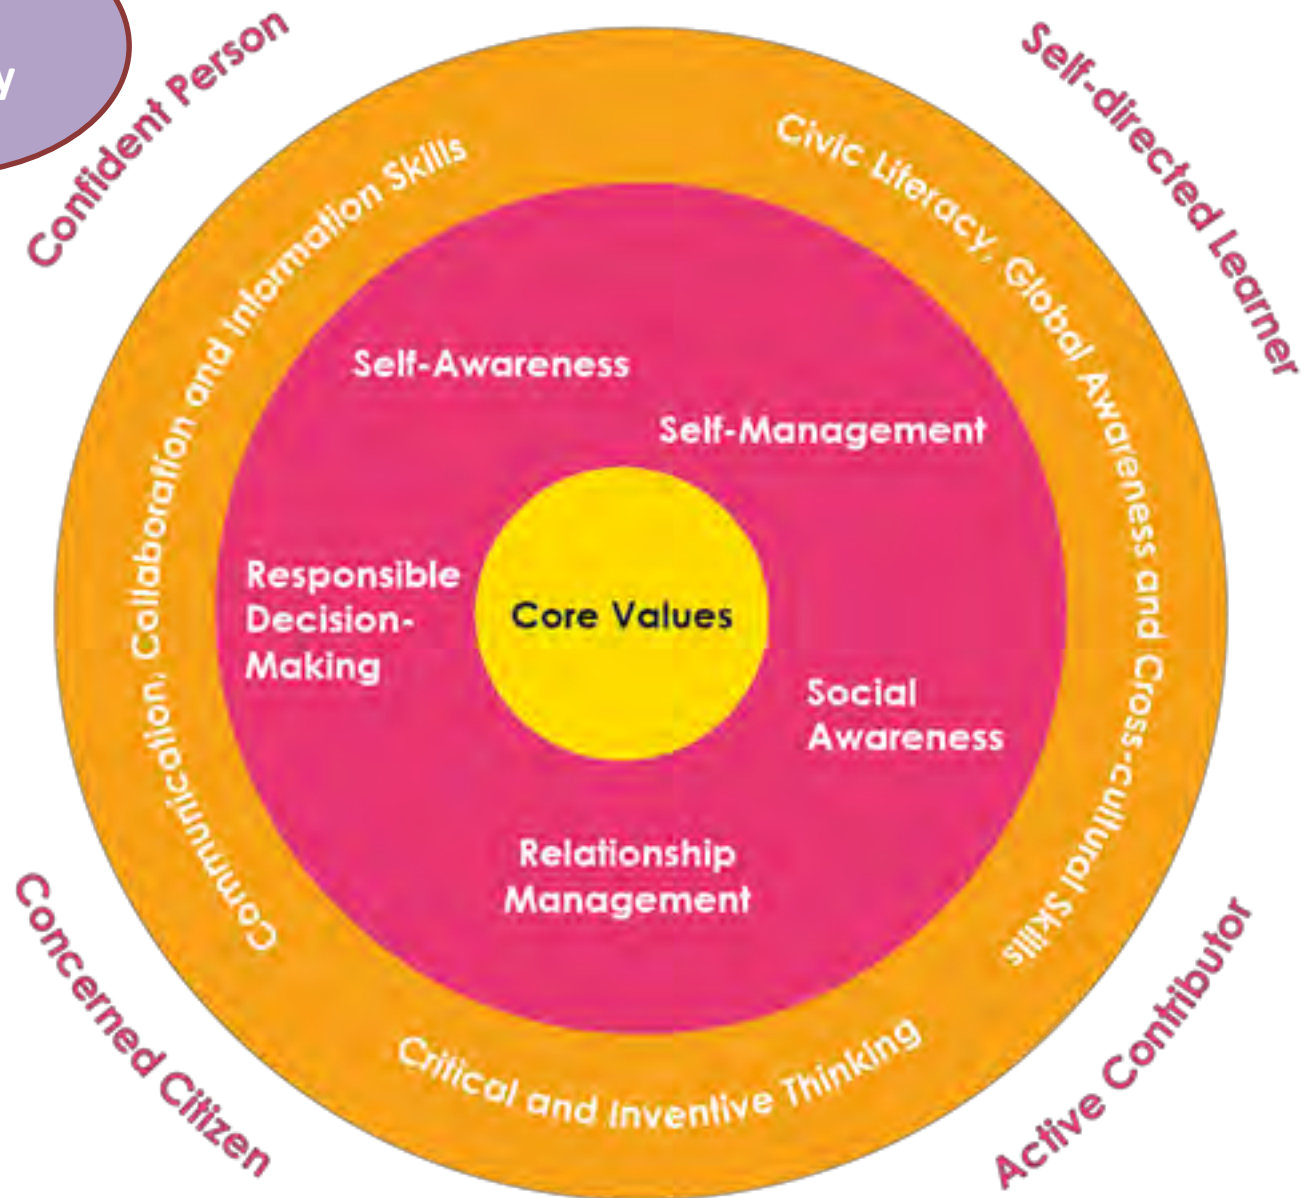 Confident Person
Self-directed Learner
Communication, Collaboration and Information Skills
Civic Literacy, Global Awareness and Cross-cultural Skills
Self-Awareness
Self-Management
Responsible
Decision-
Making
Core Values
Social
Awareness
Relationship
Management
Critical and Inventive Thinking
Concerned Citizen
Active Contributor